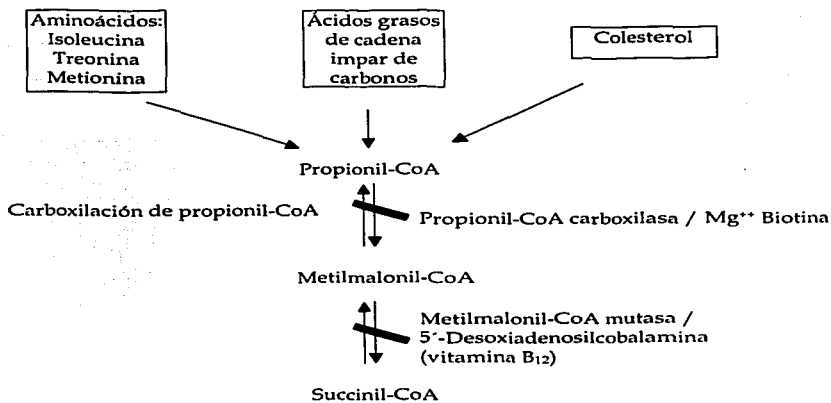 Aminoácidos:
Isoleucina
Treonina
Metionina
Ácidos grasos
de cadena
impar de
carbonos
Colesterol
Propionil-CoA
Carboxilación de propionil-CoA
Propionil-CoA carboxilasa / Mg⁺⁺ Biotina
Metilmalonil-CoA
Metilmalonil-CoA mutasa /
5´-Desoxiadenosilcobalamina
(vitamina B₁₂)
Succinil-CoA